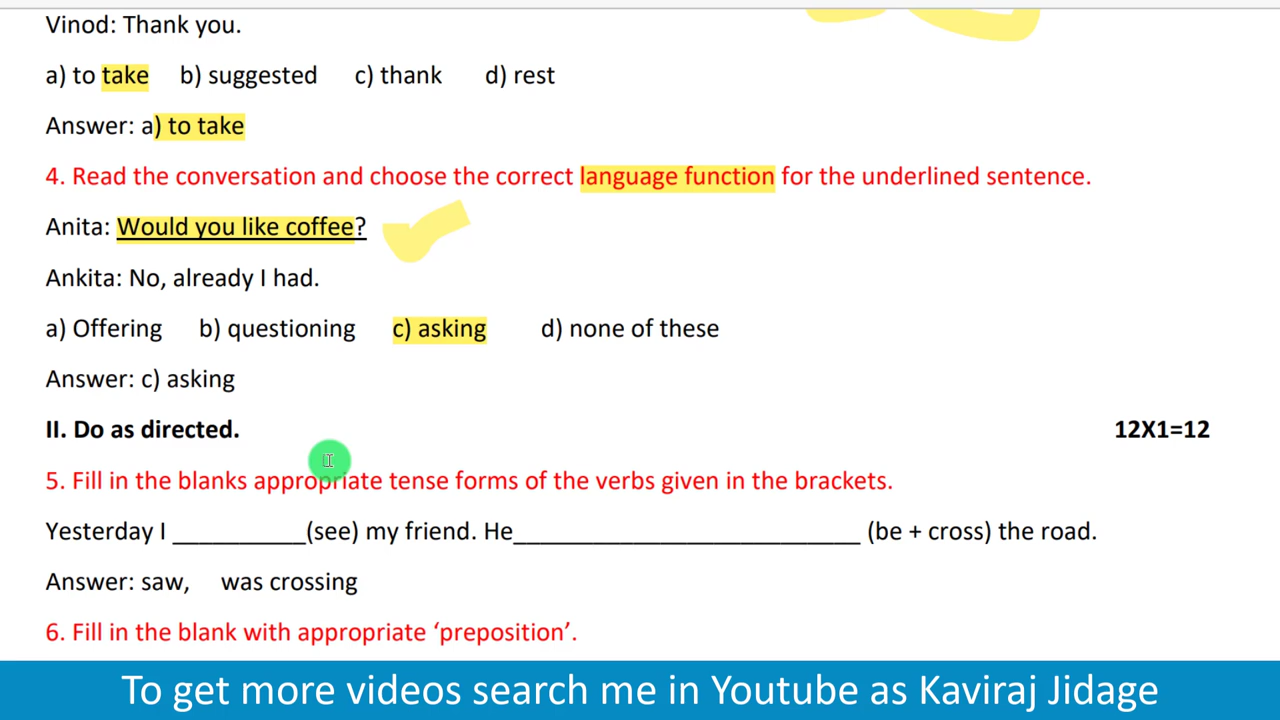 Vinod: Thank you.
a) to take b) suggested c) thank d) rest
Answer: a) to take
4. Read the conversation and choose the correct language function for the underlined sentence.
Anita: Would you like coffee?
Ankita: No, already I had.
a) Offering b) questioning c) asking d) none of these
Answer: c) asking
II. Do as directed. 12X1=12
5. Fill in the blanks appropriate tense forms of the verbs given in the brackets.
Yesterday I __________(see) my friend. He__________________________ (be + cross) the road.
Answer: saw, was crossing
6. Fill in the blank with appropriate ‘preposition’.
To get more videos search me in Youtube as Kaviraj Jidage